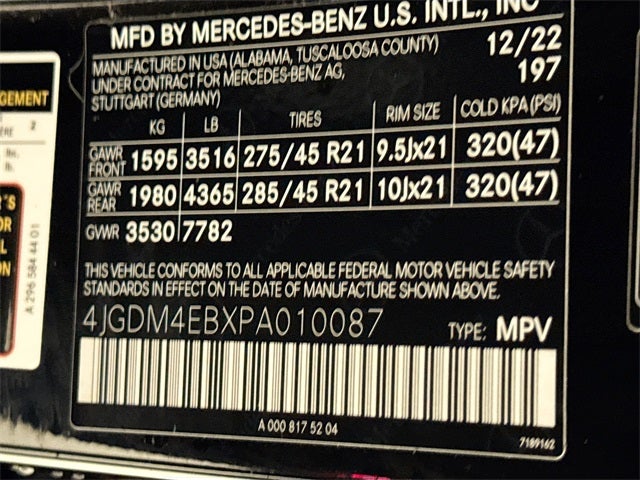 MFD BY MERCEDES-BENZ U.S. INTL., INC
MANUFACTURED IN USA (ALABAMA, TUSCALOOSA COUNTY) 12/22
UNDER CONTRACT FOR MERCEDES-BENZ AG, 197
STUTTGART (GERMANY)
KG LB TIRES RIM SIZE COLD KPA (PSI)
GAWR FRONT 1595 3516 275/45 R21 9.5Jx21 320(47)
GAWR REAR 1980 4365 285/45 R21 10Jx21 320(47)
GVWR 3530 7782
THIS VEHICLE CONFORMS TO ALL APPLICABLE FEDERAL MOTOR VEHICLE SAFETY
STANDARDS IN EFFECT ON THE DATE OF MANUFACTURE SHOWN ABOVE.
4JGDM4EBXPA010087 TYPE: MPV
A 000 817 52 04
7189162
A 296 584 44 01